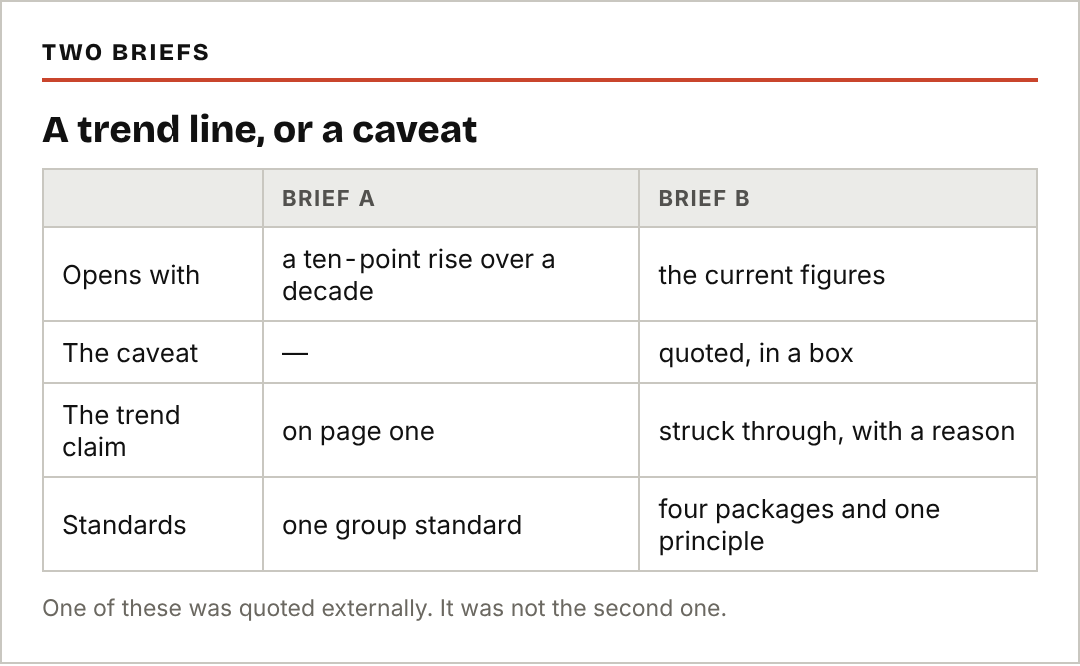 TWO BRIEFS
A trend line, or a caveat
BRIEF A
BRIEF B
Opens with
a ten-point rise over a
decade
the current figures
The caveat
—
quoted, in a box
The trend
claim
on page one
struck through, with a reason
Standards
one group standard
four packages and one
principle
One of these was quoted externally. It was not the second one.